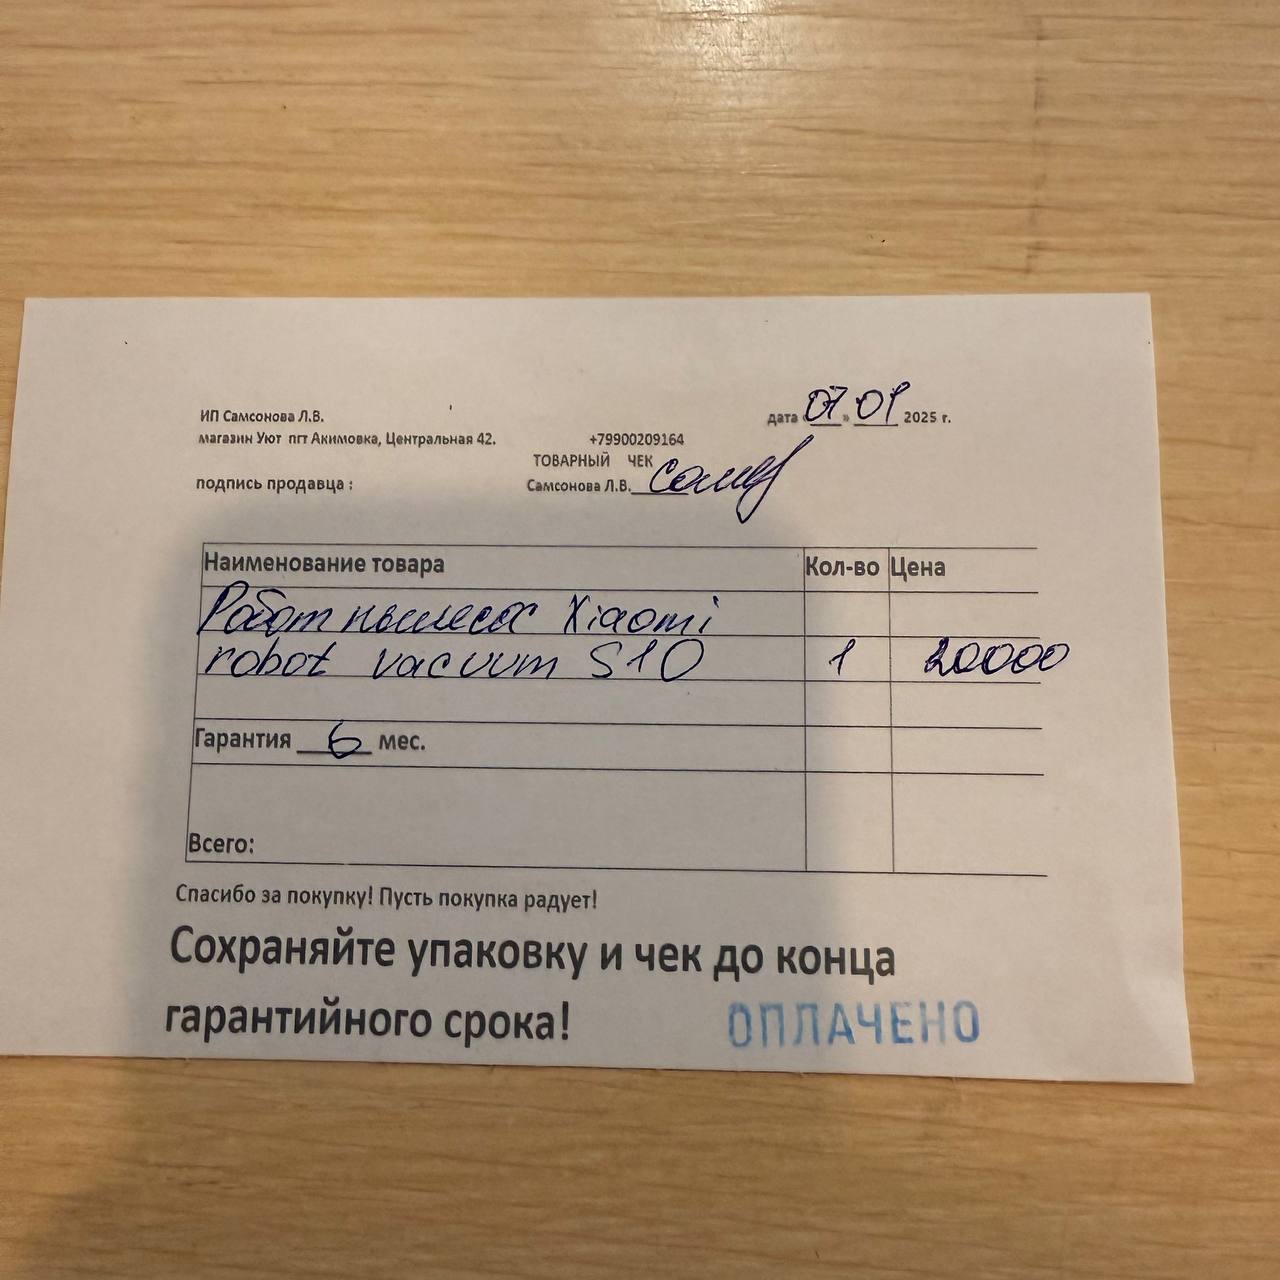 ИП Самсонова Л.В.
дата «07» 01 2025 г.
магазин Уют пгт Акимовка, Центральная 42. +79900209164
ТОВАРНЫЙ ЧЕК
подпись продавца : Самсонова Л.В.
Наименование товара Кол-во Цена
Робот пылесос Xiaomi
robot vacuum S10 1 20000
Гарантия 6 мес.
Всего:
Спасибо за покупку! Пусть покупка радует!
Сохраняйте упаковку и чек до конца
гарантийного срока! ОПЛАЧЕНО